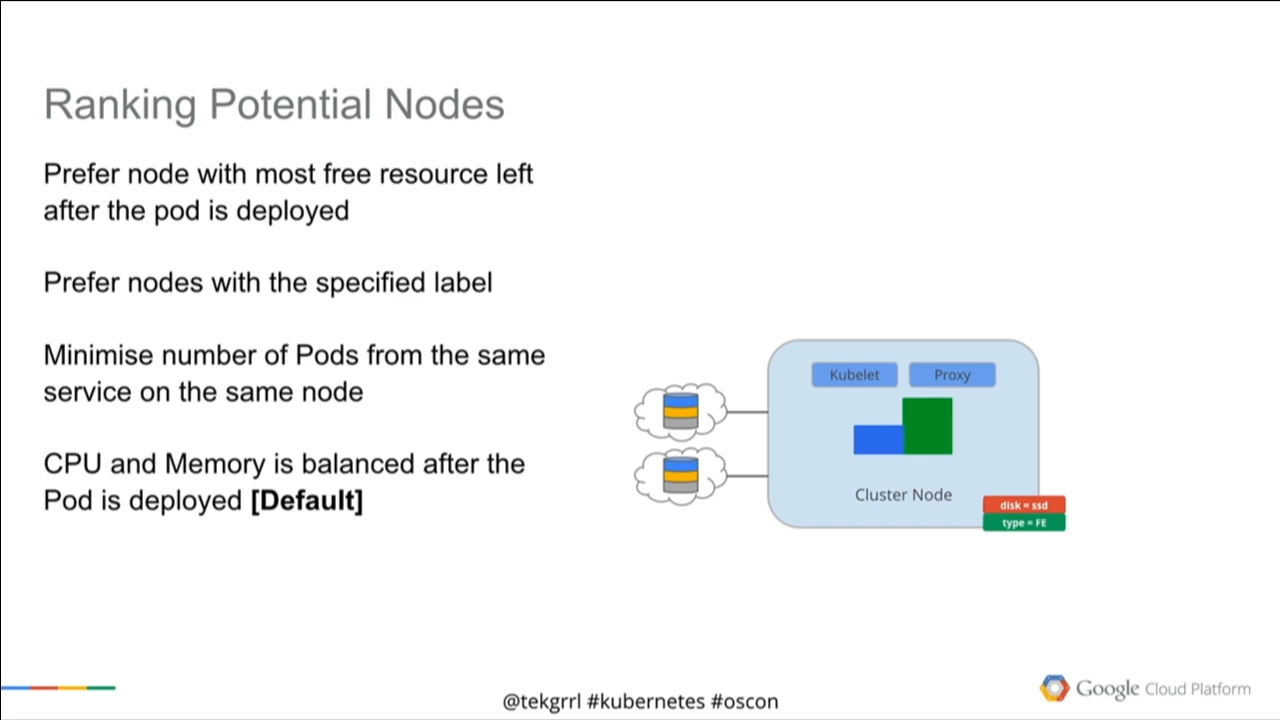 Ranking Potential Nodes
Prefer node with most free resource left
after the pod is deployed
Prefer nodes with the specified label
Minimise number of Pods from the same
service on the same node
CPU and Memory is balanced after the
Pod is deployed [Default]
Kubelet
Proxy
Cluster Node
disk = ssd
type = FE
@tekgrrl #kubernetes #oscon
Google Cloud Platform